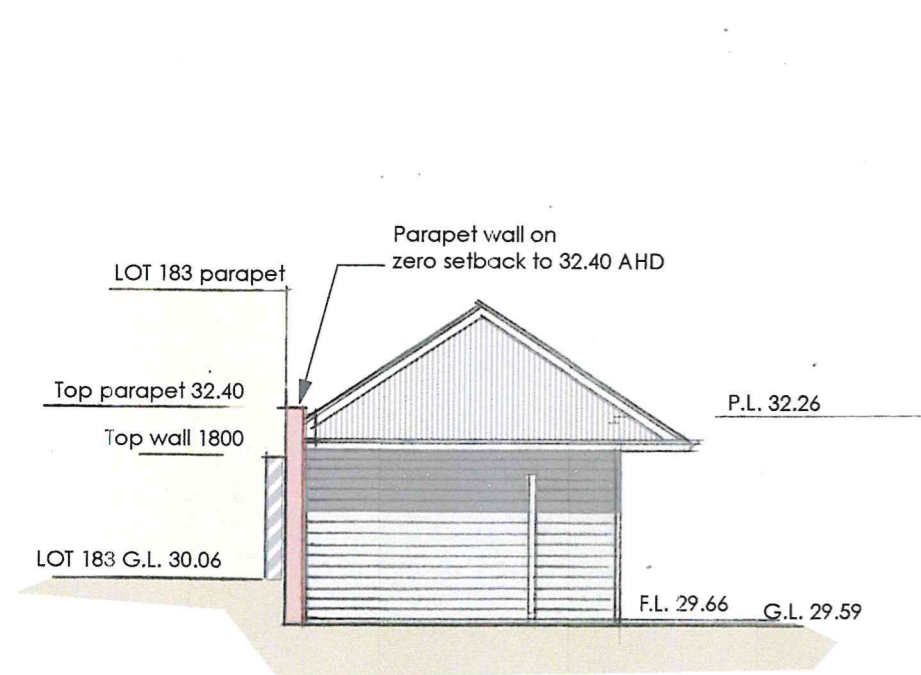 Parapet wall on
zero setback to 32.40 AHD
LOT 183 parapet
Top parapet 32.40
P.L. 32.26
Top wall 1800
LOT 183 G.L. 30.06
F.L. 29.66
G.L. 29.59